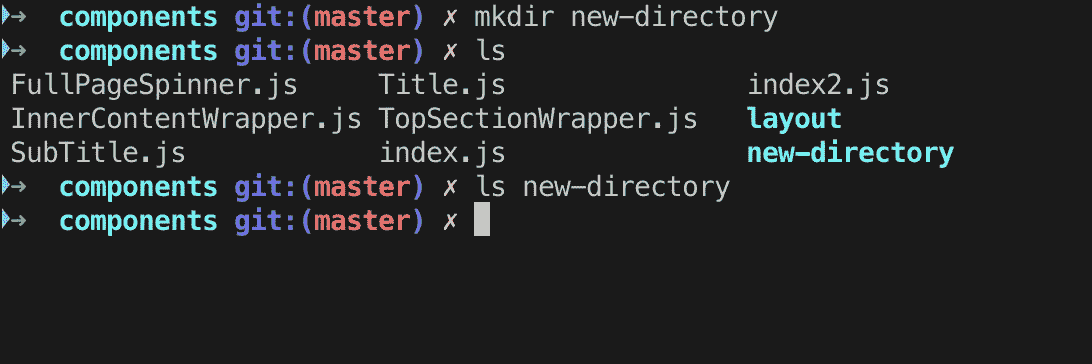 ➜  components git:(master) ✗ mkdir new-directory
➜  components git:(master) ✗ ls
FullPageSpinner.js     Title.js               index2.js
InnerContentWrapper.js TopSectionWrapper.js   layout
SubTitle.js            index.js               new-directory
➜  components git:(master) ✗ ls new-directory
➜  components git:(master) ✗